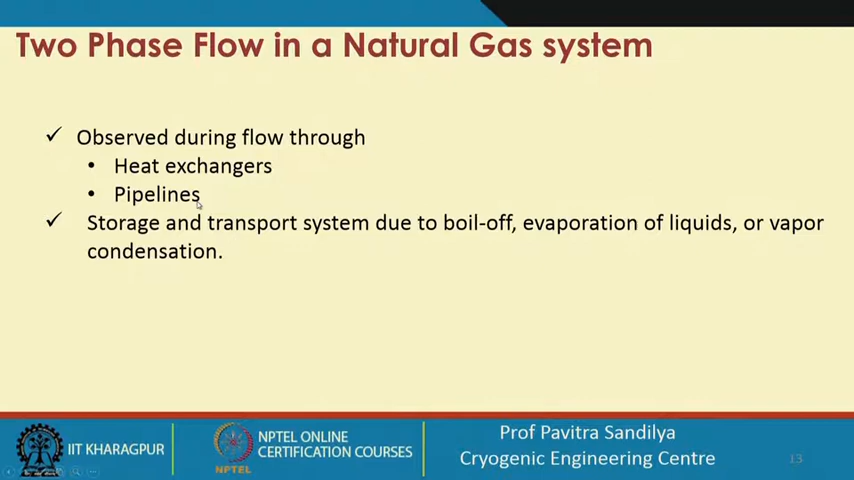 Two Phase Flow in a Natural Gas system
✓ Observed during flow through
• Heat exchangers
• Pipelines
✓ Storage and transport system due to boil-off, evaporation of liquids, or vapor
condensation.
IIT KHARAGPUR
NPTEL
NPTEL ONLINE
CERTIFICATION COURSES
Prof Pavitra Sandilya
Cryogenic Engineering Centre
13